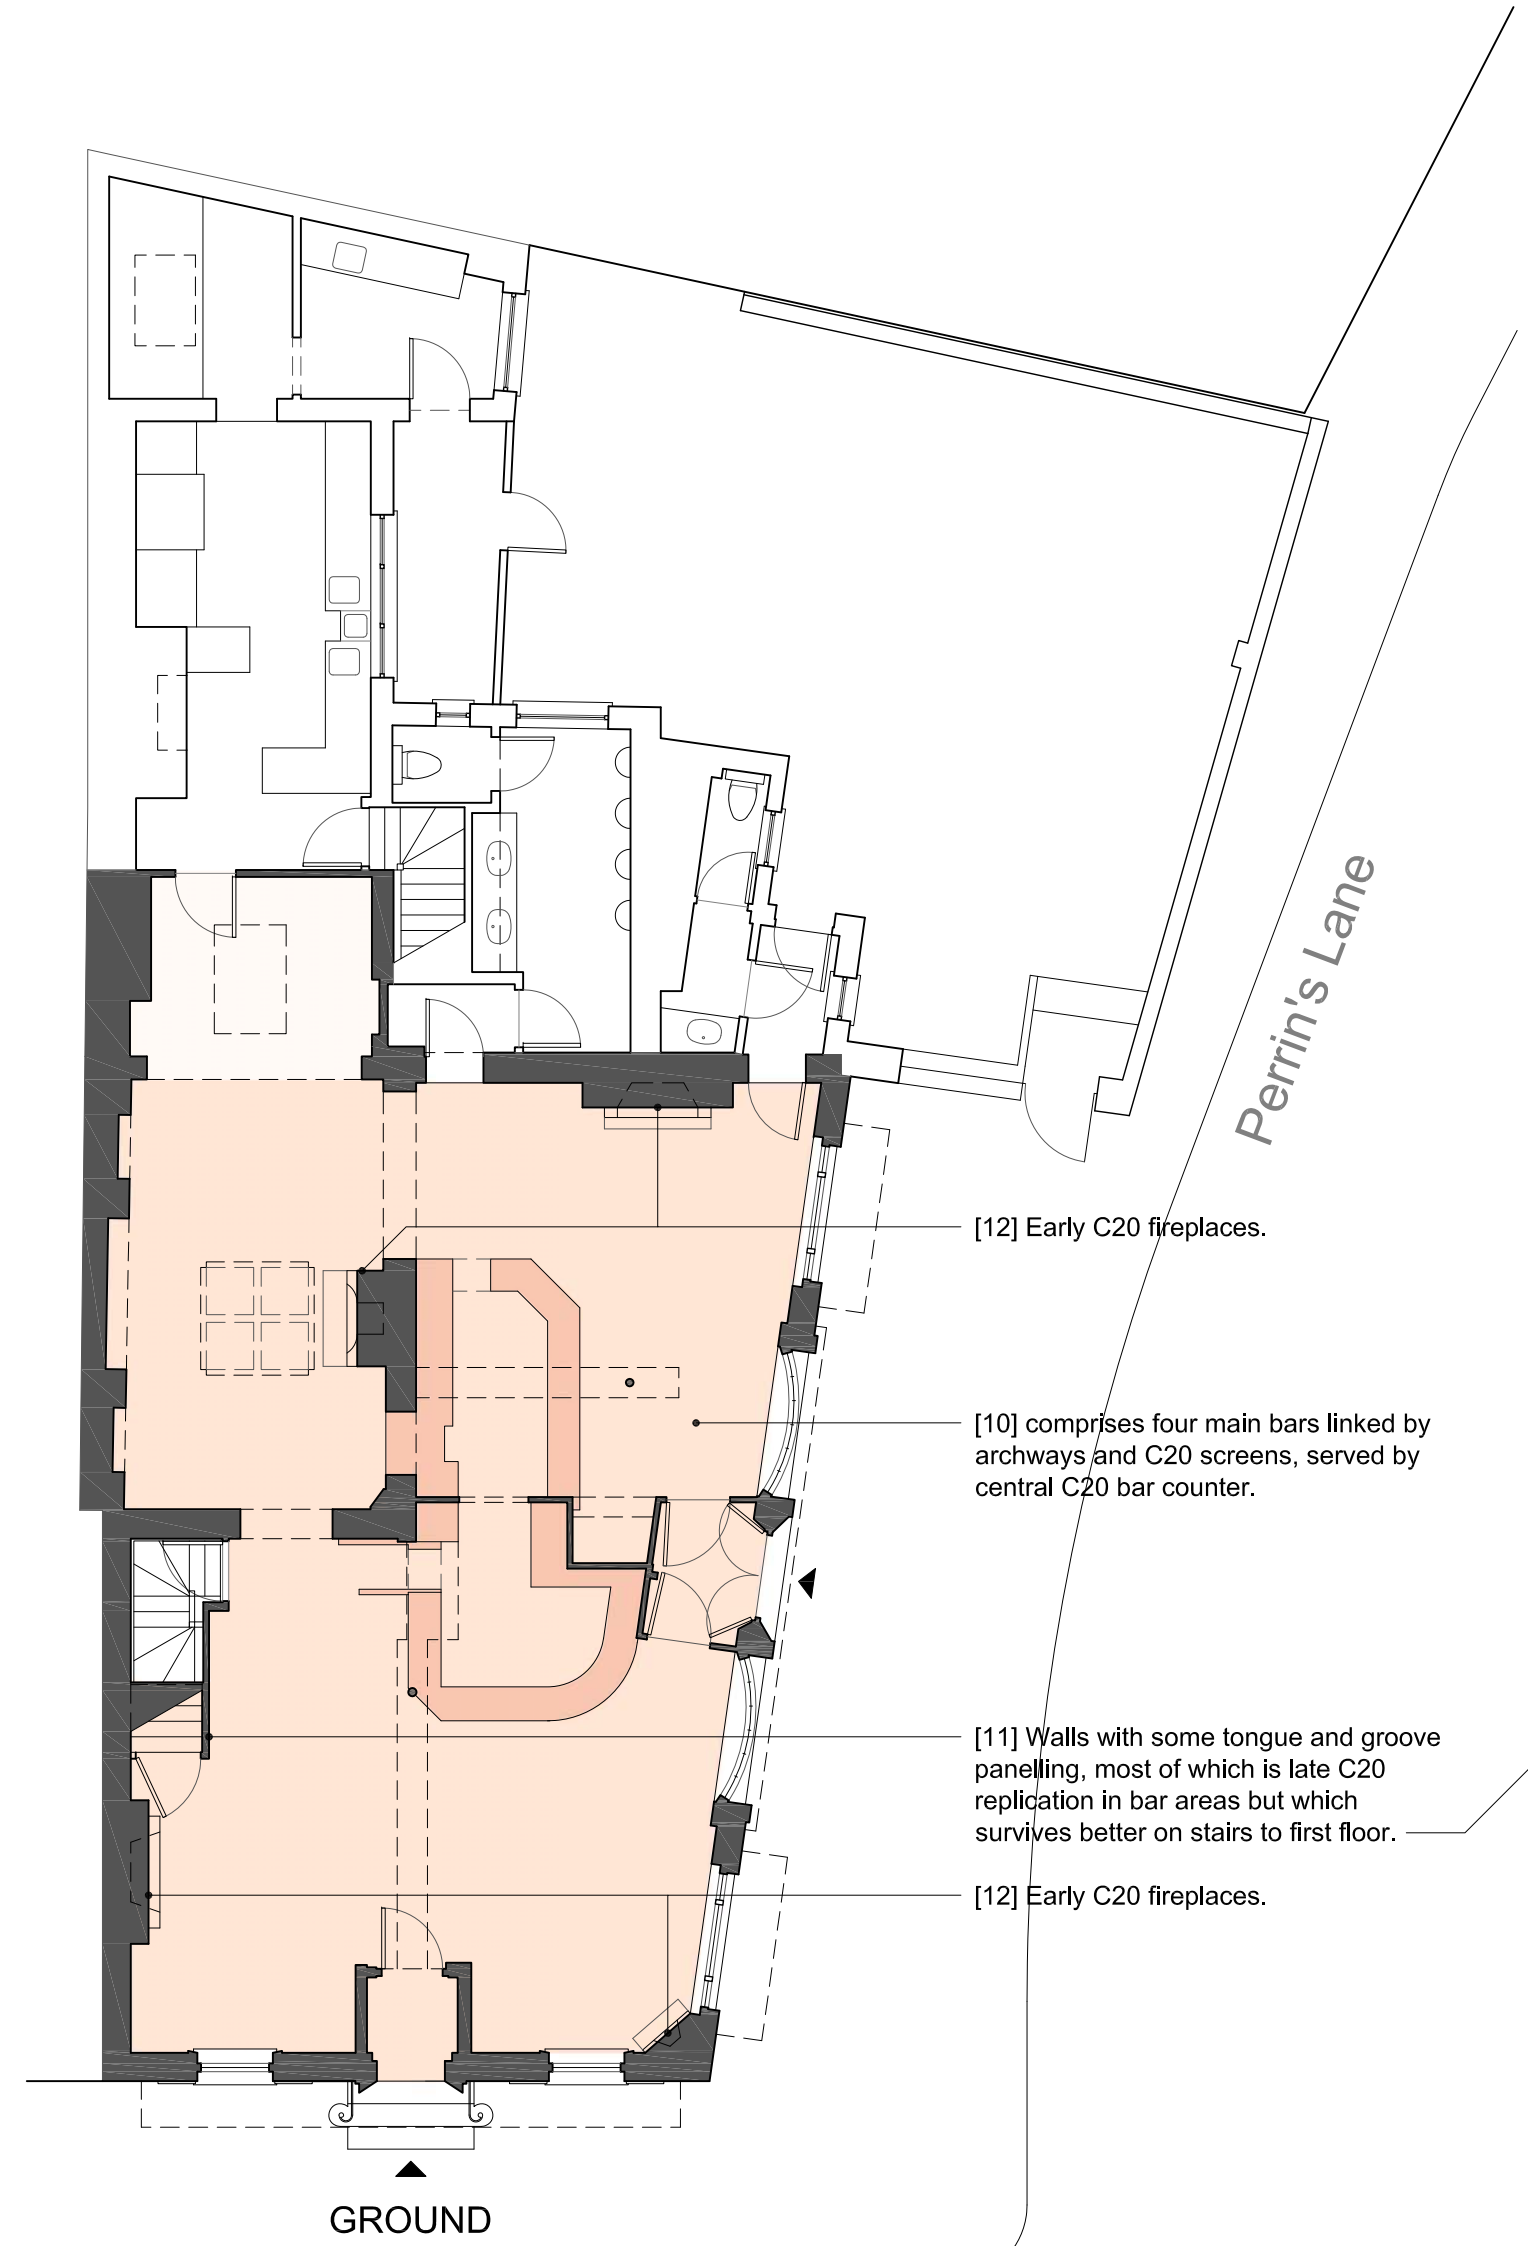 Perrin's Lane
[12] Early C20 fireplaces.
[10] comprises four main bars linked by
archways and C20 screens, served by
central C20 bar counter.
[11] Walls with some tongue and groove
panelling, most of which is late C20
replication in bar areas but which
survives better on stairs to first floor.
[12] Early C20 fireplaces.
GROUND